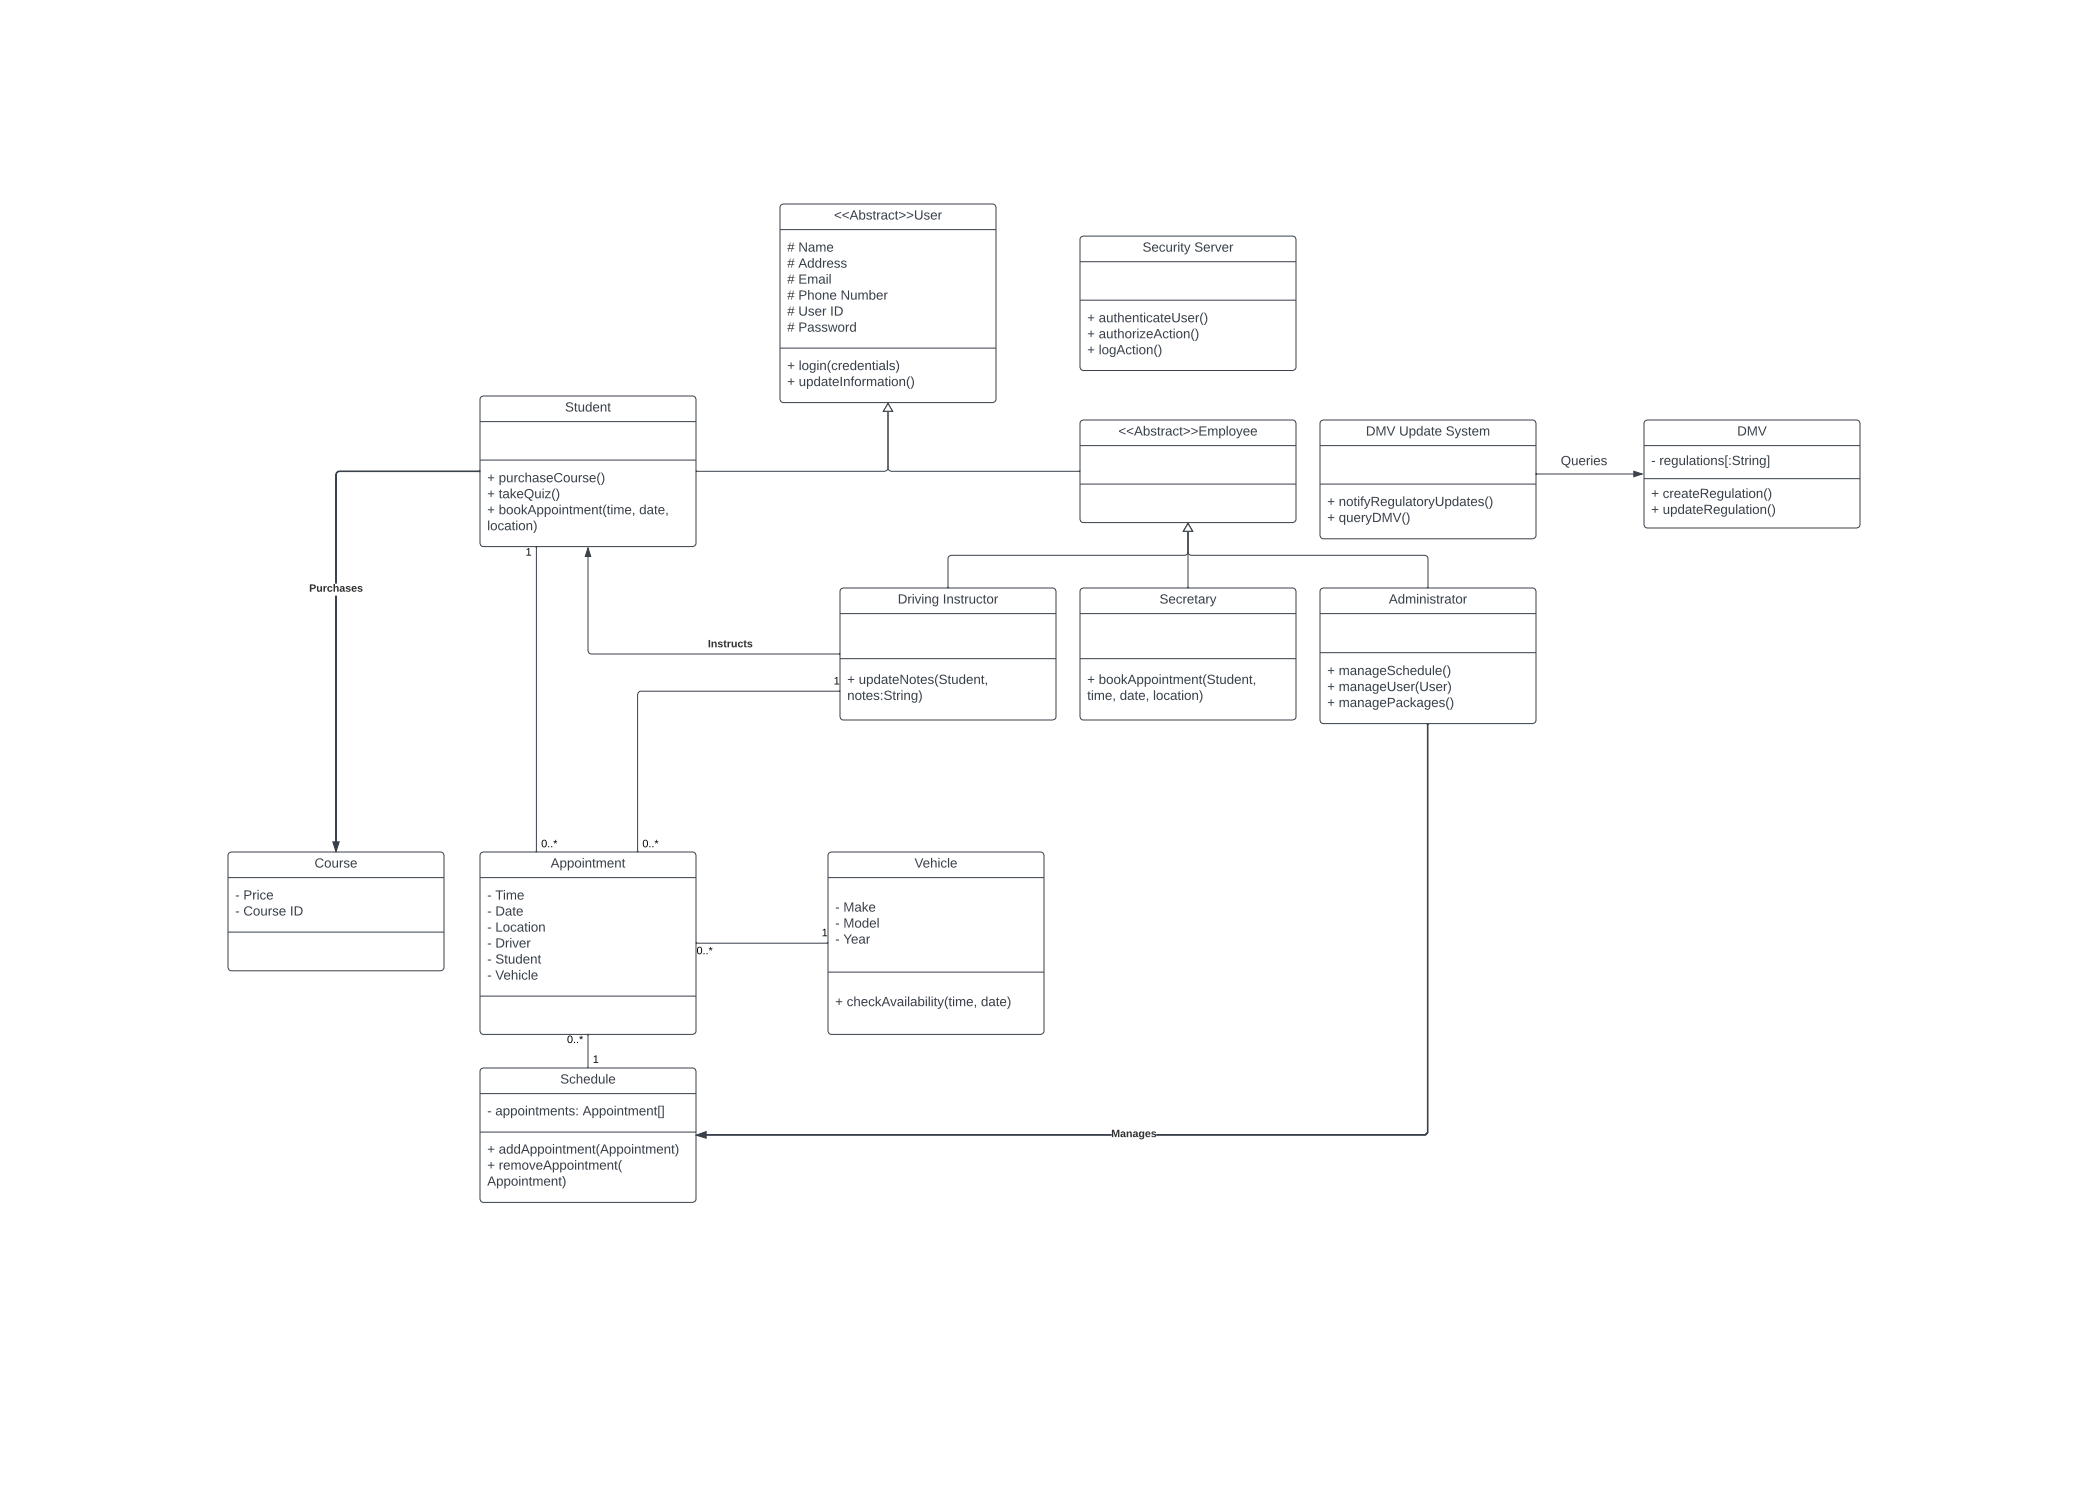 <<Abstract>>User
# Name
# Address
# Email
# Phone Number
# User ID
# Password
+ login(credentials)
+ updateInformation()
Security Server
+ authenticateUser()
+ authorizeAction()
+ logAction()
Student
+ purchaseCourse()
+ takeQuiz()
+ bookAppointment(time, date,
location)
<<Abstract>>Employee
DMV Update System
+ notifyRegulatoryUpdates()
+ queryDMV()
Queries
DMV
- regulations[:String]
+ createRegulation()
+ updateRegulation()
1
Purchases
Instructs
Driving Instructor
+ updateNotes(Student,
notes:String)
1
Secretary
+ bookAppointment(Student,
time, date, location)
Administrator
+ manageSchedule()
+ manageUser(User)
+ managePackages()
0..*
0..*
Course
- Price
- Course ID
Appointment
- Time
- Date
- Location
- Driver
- Student
- Vehicle
0..*
1
Vehicle
- Make
- Model
- Year
+ checkAvailability(time, date)
0..*
1
Schedule
- appointments: Appointment[]
+ addAppointment(Appointment)
+ removeAppointment(
Appointment)
Manages